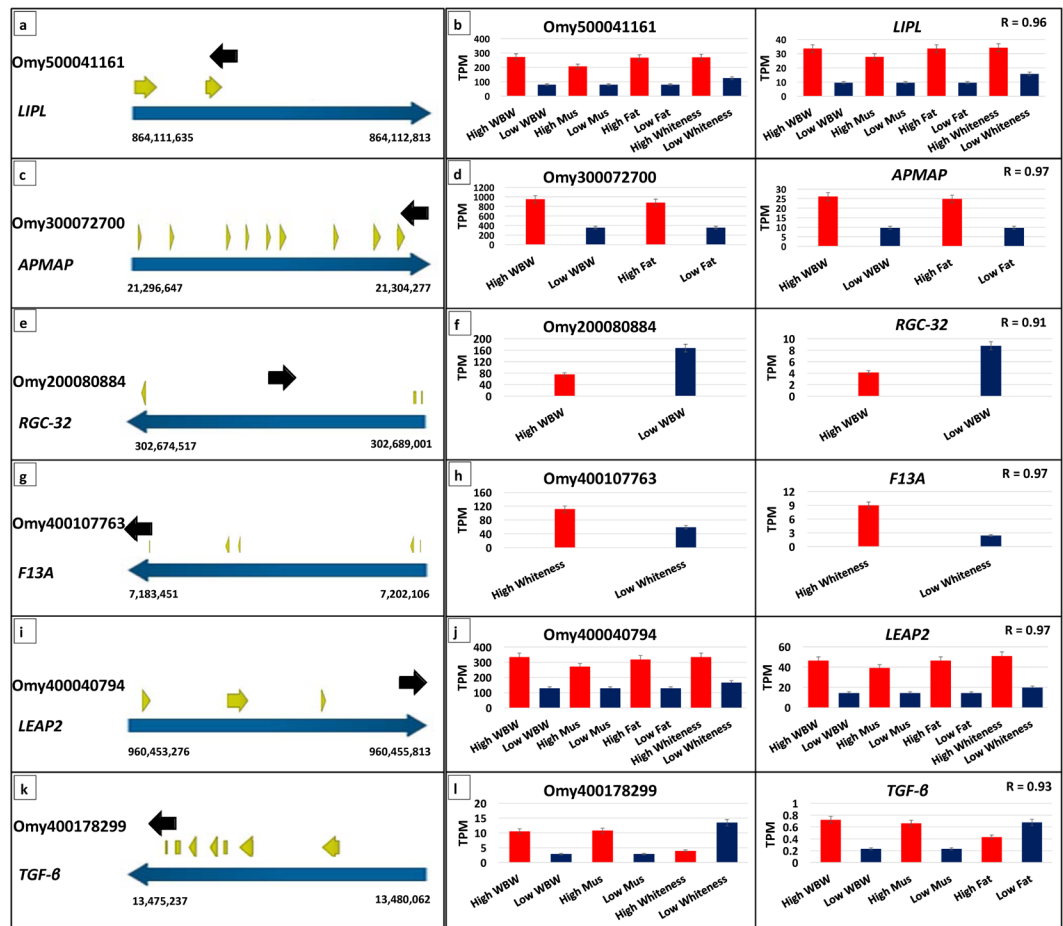 a
Omy500041161
LIPL
864,111,635 864,112,813
b
Omy500041161
TPM
400
300
200
100
0
High WBW Low WBW High Mus Low Mus High Fat Low Fat High Whiteness Low Whiteness
LIPL
R = 0.96
TPM
40
30
20
10
0
High WBW Low WBW High Mus Low Mus High Fat Low Fat High Whiteness Low Whiteness
c
Omy300072700
APMAP
21,296,647 21,304,277
d
Omy300072700
TPM
1200
1000
800
600
400
200
0
High WBW Low WBW High Fat Low Fat
APMAP
R = 0.97
TPM
30
25
20
15
10
5
0
High WBW Low WBW High Fat Low Fat
e
Omy200080884
RGC-32
302,674,517 302,689,001
f
Omy200080884
TPM
200
160
120
80
40
0
High WBW Low WBW
RGC-32
R = 0.91
TPM
10
8
6
4
2
0
High WBW Low WBW
g
Omy400107763
F13A
7,183,451 7,202,106
h
Omy400107763
TPM
160
120
80
40
0
High Whiteness Low Whiteness
F13A
R = 0.97
TPM
12
9
6
3
0
High Whiteness Low Whiteness
i
Omy400040794
LEAP2
960,453,276 960,455,813
j
Omy400040794
TPM
400
300
200
100
0
High WBW Low WBW High Mus Low Mus High Fat Low Fat High Whiteness Low Whiteness
LEAP2
R = 0.97
TPM
60
40
20
0
High WBW Low WBW High Mus Low Mus High Fat Low Fat High Whiteness Low Whiteness
k
Omy400178299
TGF-β
13,475,237 13,480,062
l
Omy400178299
TPM
20
15
10
5
0
High WBW Low WBW High Mus Low Mus High Whiteness Low Whiteness
TGF-β
R = 0.93
TPM
1
0.8
0.6
0.4
0.2
0
High WBW Low WBW High Mus Low Mus High Fat Low Fat